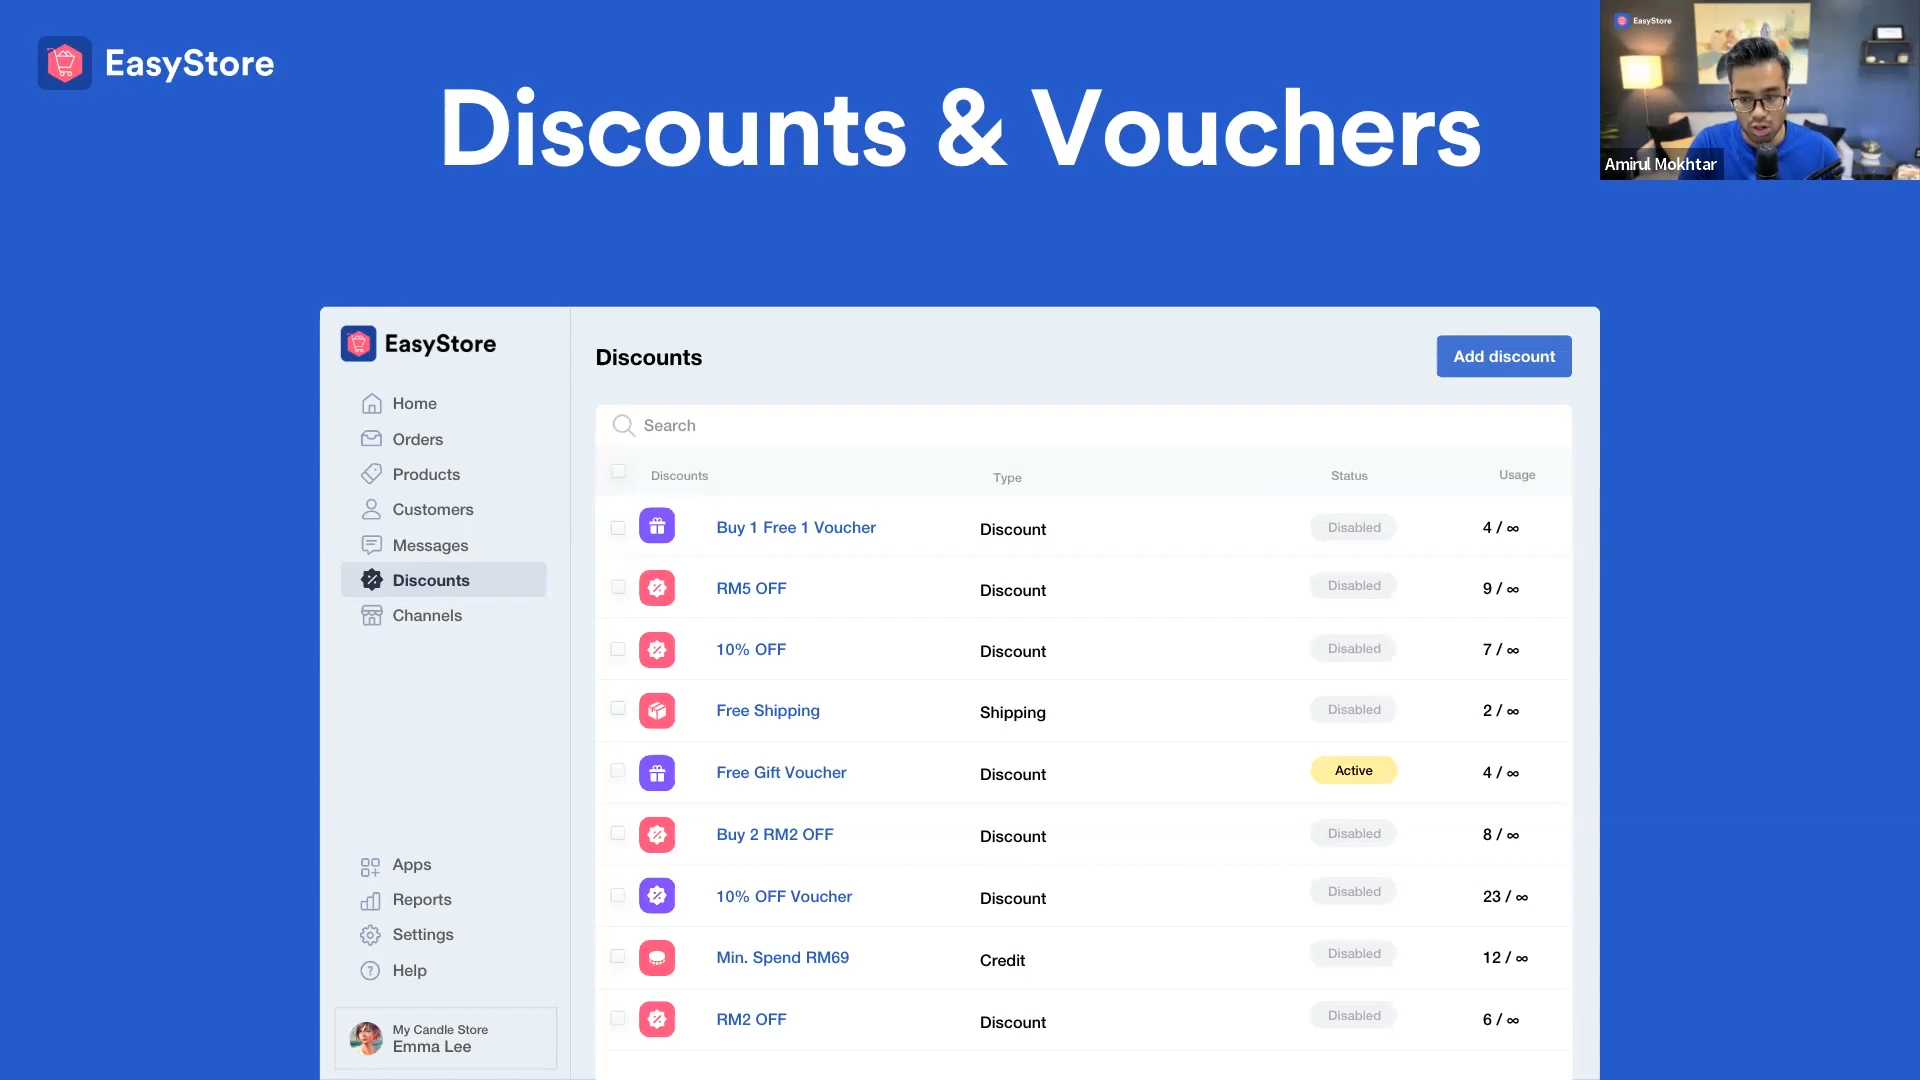 EasyStore
Discounts & Vouchers
EasyStore
Amirul Mokhtar
EasyStore
Home
Orders
Products
Customers
Messages
Discounts
Channels
Apps
Reports
Settings
Help
My Candle Store
Emma Lee
Discounts
Add discount
Search
Discounts Type Status Usage
Buy 1 Free 1 Voucher Discount Disabled 4 / ∞
RM5 OFF Discount Disabled 9 / ∞
10% OFF Discount Disabled 7 / ∞
Free Shipping Shipping Disabled 2 / ∞
Free Gift Voucher Discount Active 4 / ∞
Buy 2 RM2 OFF Discount Disabled 8 / ∞
10% OFF Voucher Discount Disabled 23 / ∞
Min. Spend RM69 Credit Disabled 12 / ∞
RM2 OFF Discount Disabled 6 / ∞